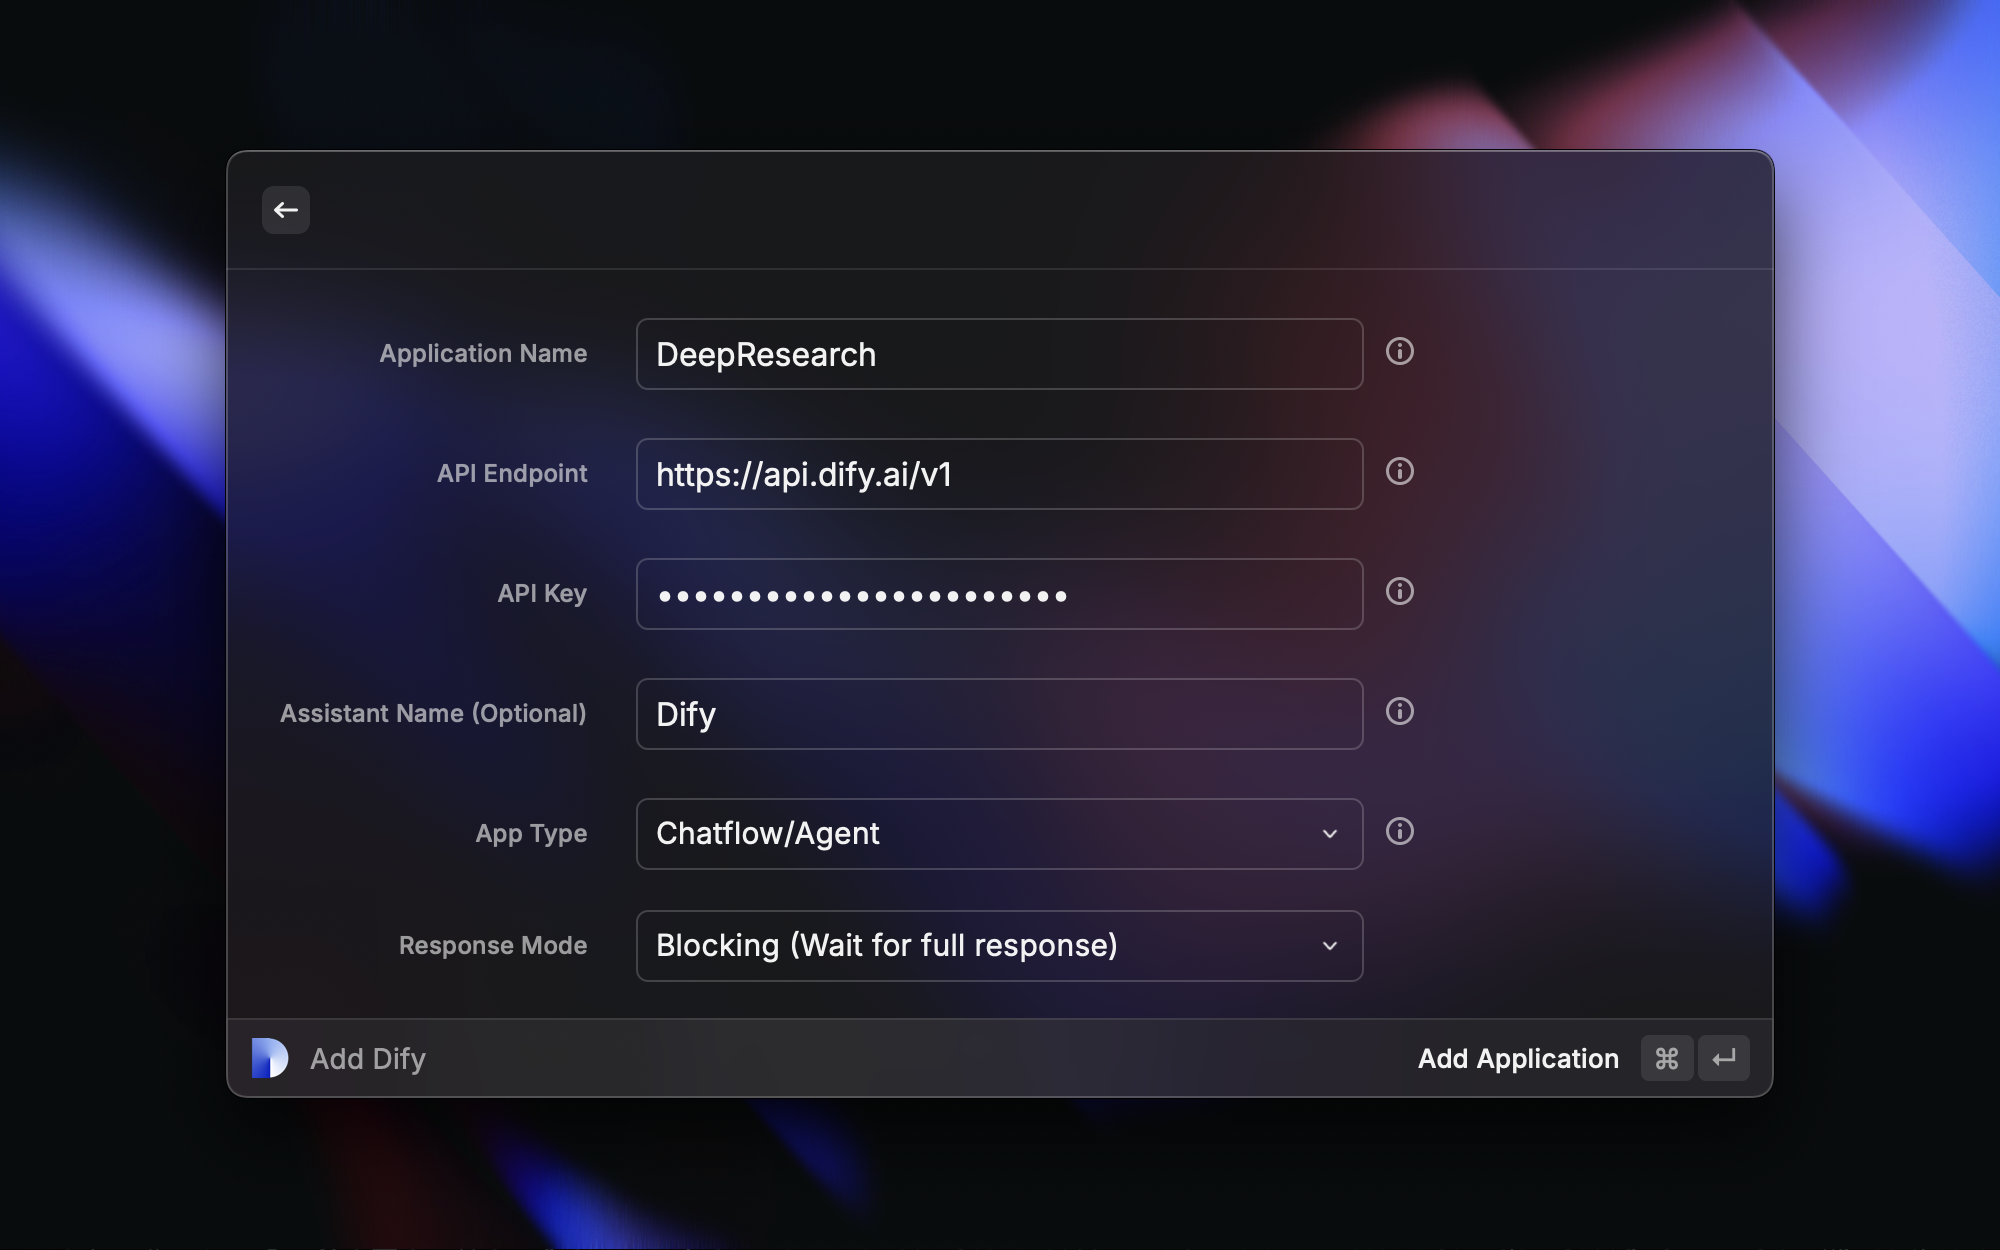 Application Name
DeepResearch
API Endpoint
https://api.dify.ai/v1
API Key
••••••••••••••••••••••• 
Assistant Name (Optional)
Dify
App Type
Chatflow/Agent
Response Mode
Blocking (Wait for full response)
Add Dify
Add Application ⌘ ↵